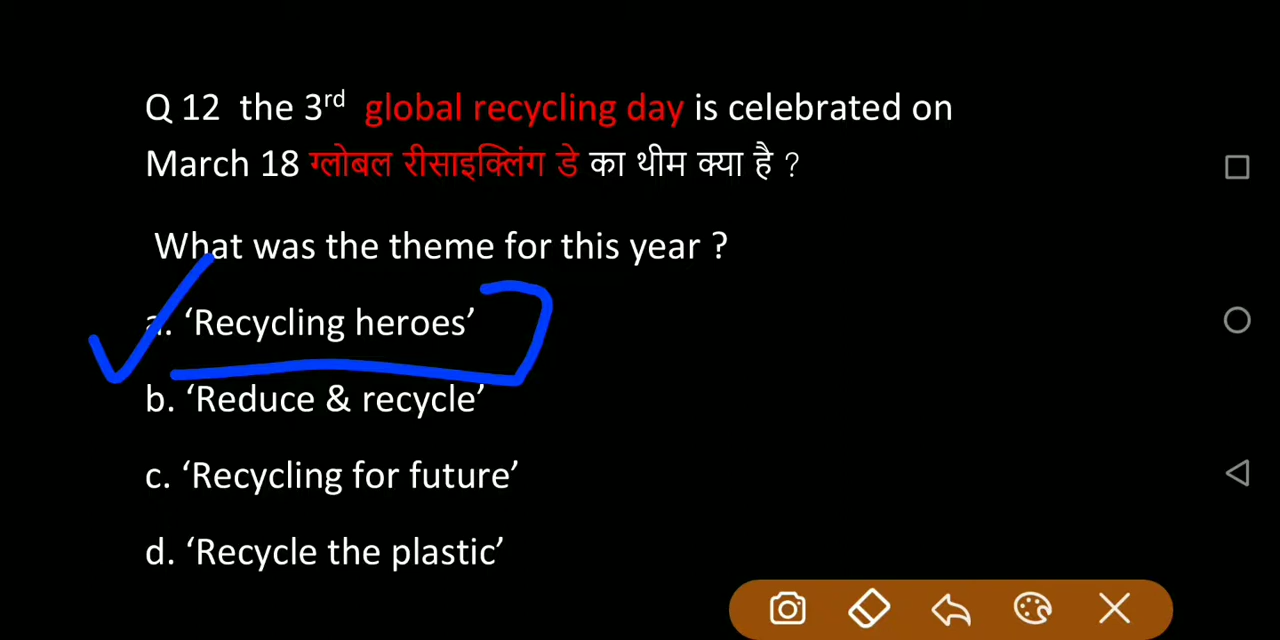 Q 12 the 3rd global recycling day is celebrated on
March 18 ग्लोबल रीसाइक्लिंग डे का थीम क्या है ?
What was the theme for this year ?
a. ‘Recycling heroes’
b. ‘Reduce & recycle’
c. ‘Recycling for future’
d. ‘Recycle the plastic’